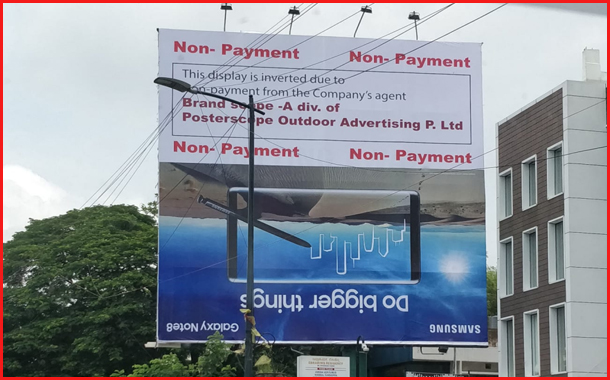 Non- Payment Non- Payment
This display is inverted due to
non-payment from the Company's agent
Brand scape -A div. of
Posterscope Outdoor Advertising P. Ltd
Non- Payment Non- Payment
Do bigger things
Galaxy Note8
SAMSUNG